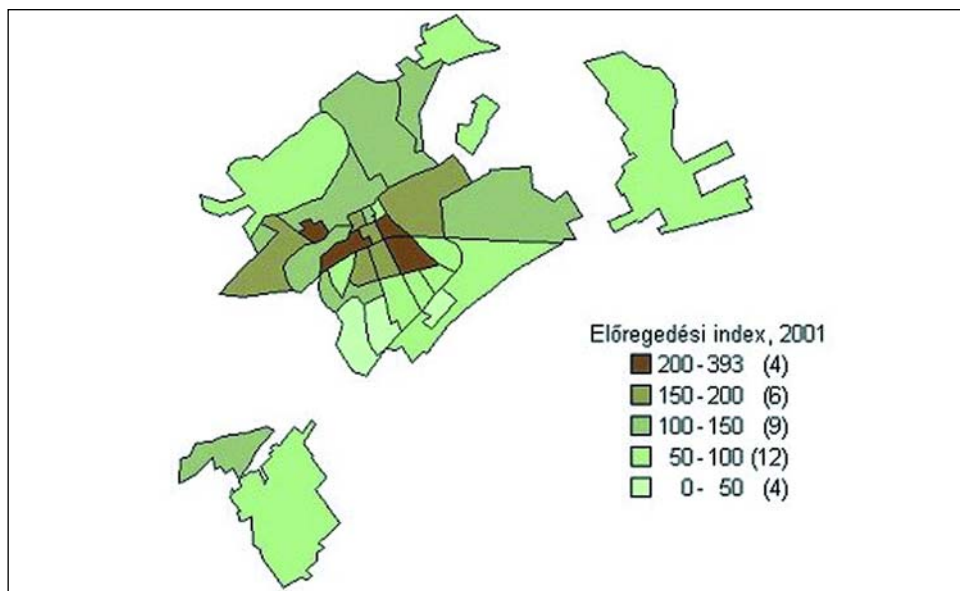 Előregedési index, 2001
200-393 (4)
150-200 (6)
100-150 (9)
50-100 (12)
0- 50 (4)